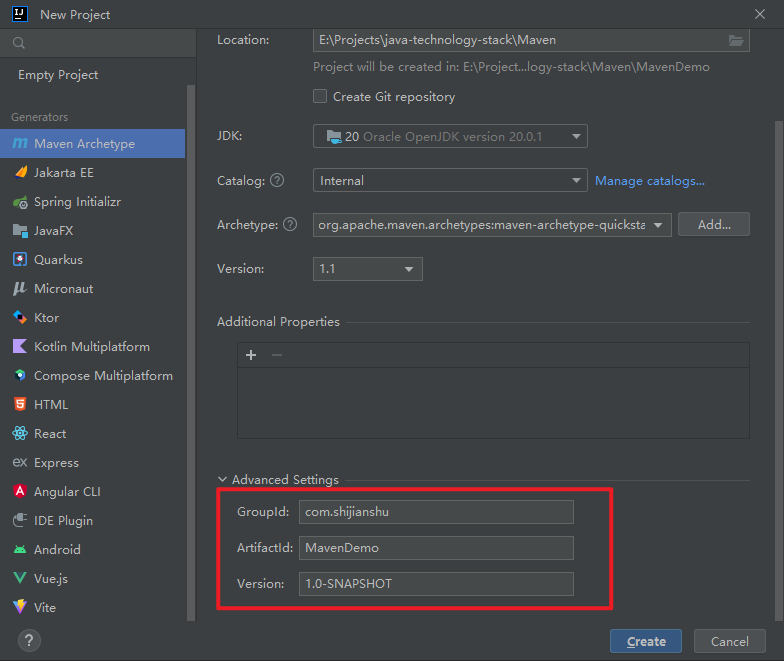 New Project
Empty Project
Generators
Maven Archetype
Jakarta EE
Spring Initializr
JavaFX
Quarkus
Micronaut
Ktor
Kotlin Multiplatform
Compose Multiplatform
HTML
React
ex Express
Angular CLI
IDE Plugin
Android
Vue.js
Vite
Location: E:\Projects\java-technology-stack\Maven
Project will be created in: E:\Project...logy-stack\Maven\MavenDemo
Create Git repository
JDK: 20 Oracle OpenJDK version 20.0.1
Catalog: ? Internal Manage catalogs...
Archetype: ? org.apache.maven.archetypes:maven-archetype-quicksta Add...
Version: 1.1
Additional Properties
Advanced Settings
GroupId: com.shijianshu
ArtifactId: MavenDemo
Version: 1.0-SNAPSHOT
? Create Cancel